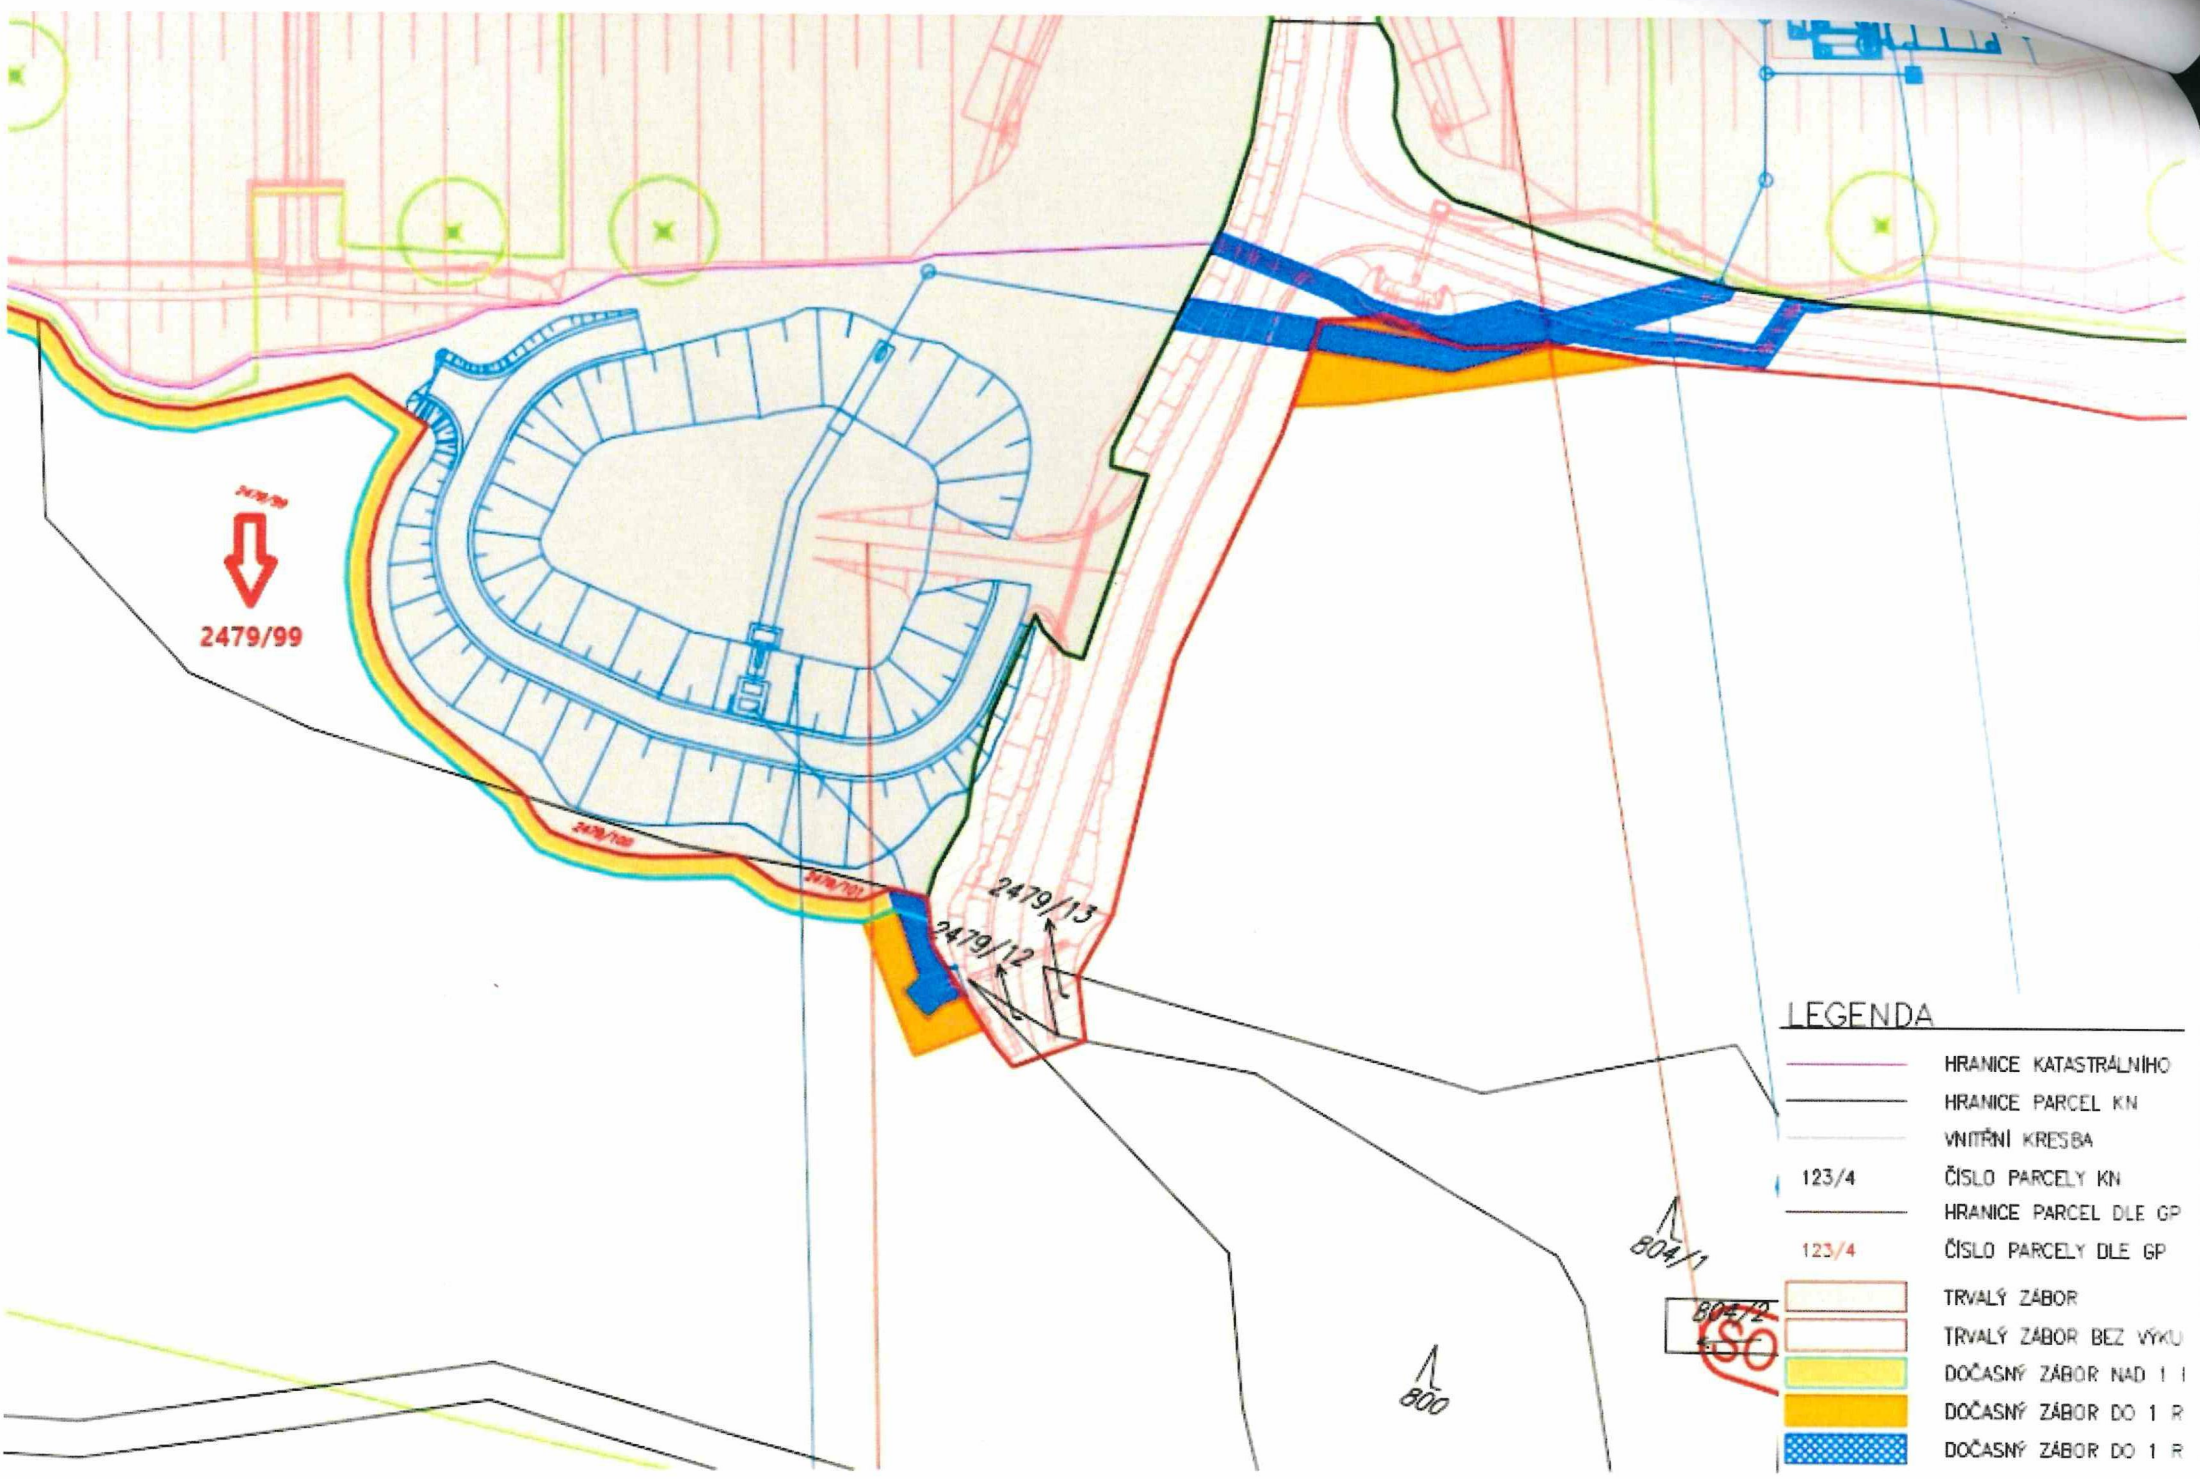 2479/99
2479/99
2479/100
2479/101
2479/13
2479/12
804/1
804/2
SO
800
LEGENDA
HRANICE KATASTRÁLNÍHO
HRANICE PARCEL KN
VNITŘNÍ KRESBA
123/4 ČÍSLO PARCELY KN
HRANICE PARCEL DLE GP
123/4 ČÍSLO PARCELY DLE GP
TRVALÝ ZÁBOR
TRVALÝ ZÁBOR BEZ VÝKU
DOČASNÝ ZÁBOR NAD 1
DOČASNÝ ZÁBOR DO 1 R
DOČASNÝ ZÁBOR DO 1 R